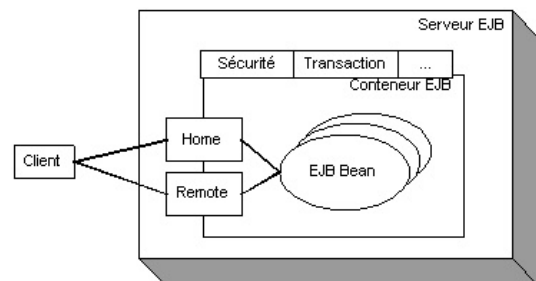 Serveur EJB
Sécurité Transaction ...
Conteneur EJB
Home
Client
EJB Bean
Remote